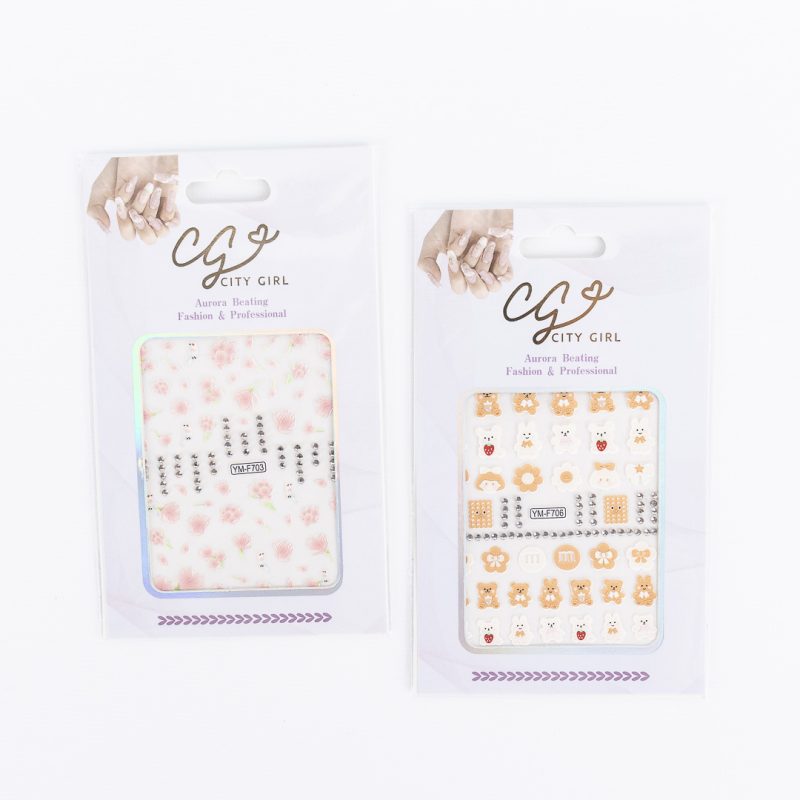 CG
CITY GIRL
Aurora Beating
Fashion & Professional
YM-F703
CG
CITY GIRL
Aurora Beating
Fashion & Professional
YM-F706
m
m